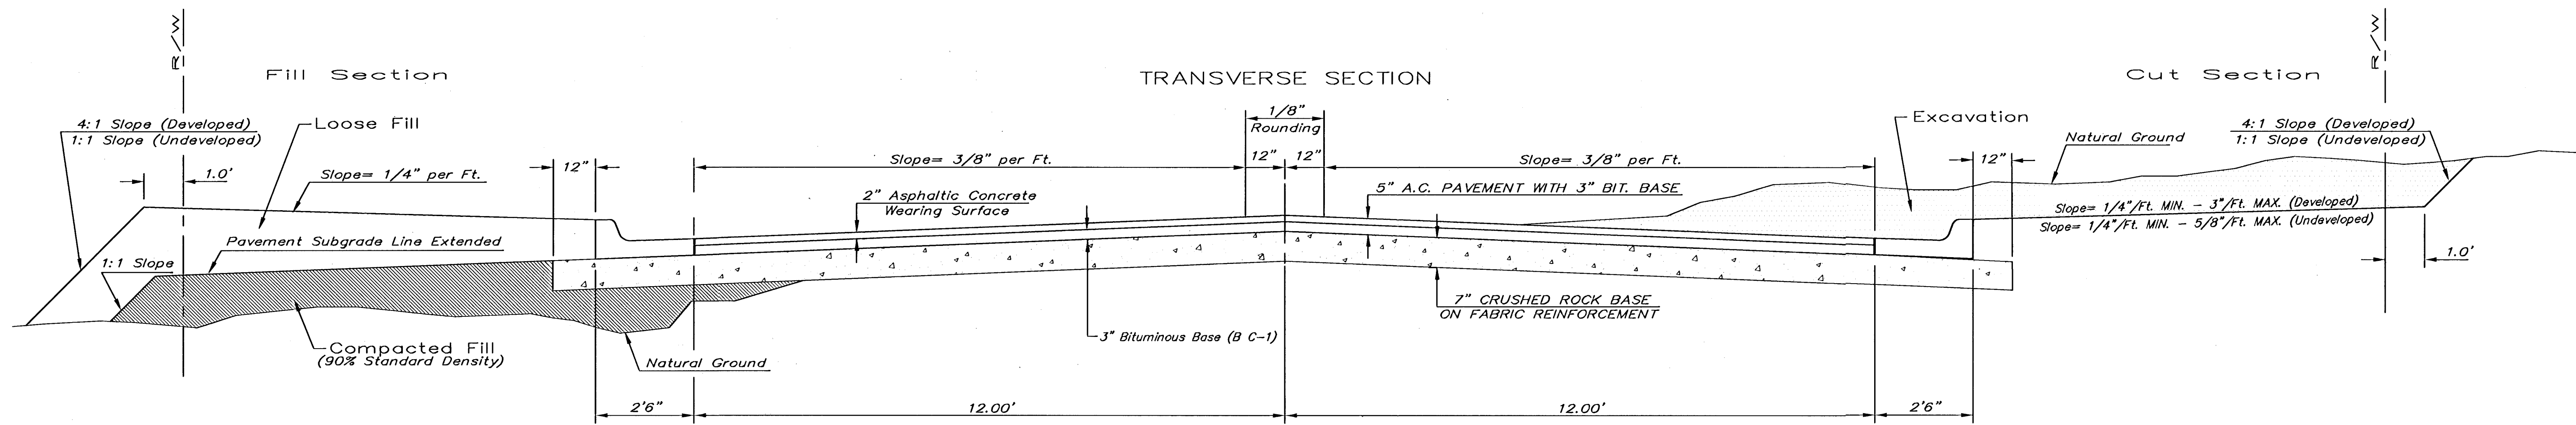 R/W
Fill Section
TRANSVERSE SECTION
Cut Section
R/W
4:1 Slope (Developed)
1:1 Slope (Undeveloped)
Loose Fill
1/8"
Rounding
Excavation
Natural Ground
4:1 Slope (Developed)
1:1 Slope (Undeveloped)
12"
Slope= 3/8" per Ft.
12"
12"
Slope= 3/8" per Ft.
12"
1.0'
Slope= 1/4" per Ft.
2" Asphaltic Concrete
Wearing Surface
5" A.C. PAVEMENT WITH 3" BIT. BASE
Slope= 1/4"/Ft. MIN. - 3"/Ft. MAX. (Developed)
Slope= 1/4"/Ft. MIN. - 5/8"/Ft. MAX. (Undeveloped)
Pavement Subgrade Line Extended
1:1 Slope
1.0'
7" CRUSHED ROCK BASE
ON FABRIC REINFORCEMENT
3" Bituminous Base (B C-1)
Compacted Fill
(90% Standard Density)
Natural Ground
2'6"
12.00'
12.00'
2'6"